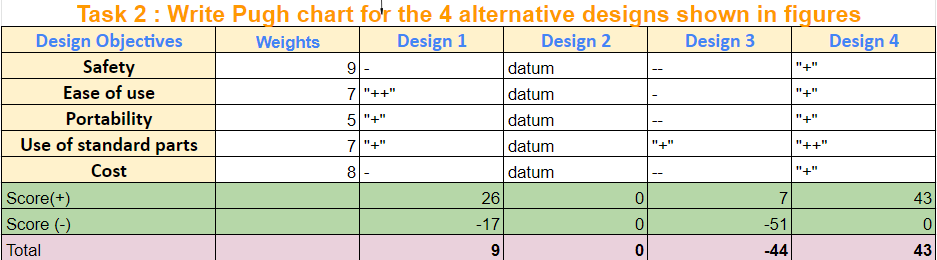 Task 2 : Write Pugh chart for the 4 alternative designs shown in figures
Design Objectives Weights Design 1 Design 2 Design 3 Design 4
Safety 9 - datum -- "+"
Ease of use 7 "++" datum - "+"
Portability 5 "+" datum -- "+"
Use of standard parts 7 "+" datum "+" "++"
Cost 8 - datum -- "+"
Score(+) 26 0 7 43
Score (-) -17 0 -51 0
Total 9 0 -44 43